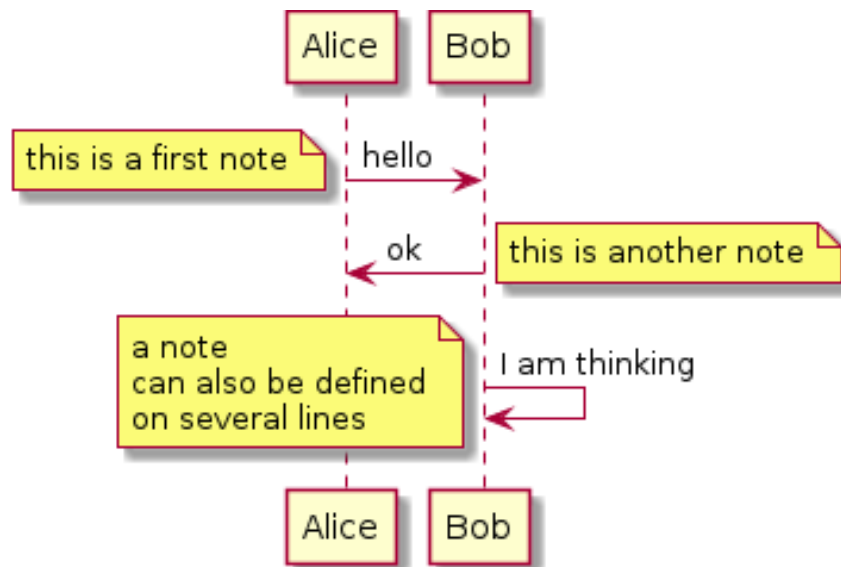 Alice
Bob
this is a first note
hello
ok
this is another note
a note
can also be defined
on several lines
I am thinking
Alice
Bob